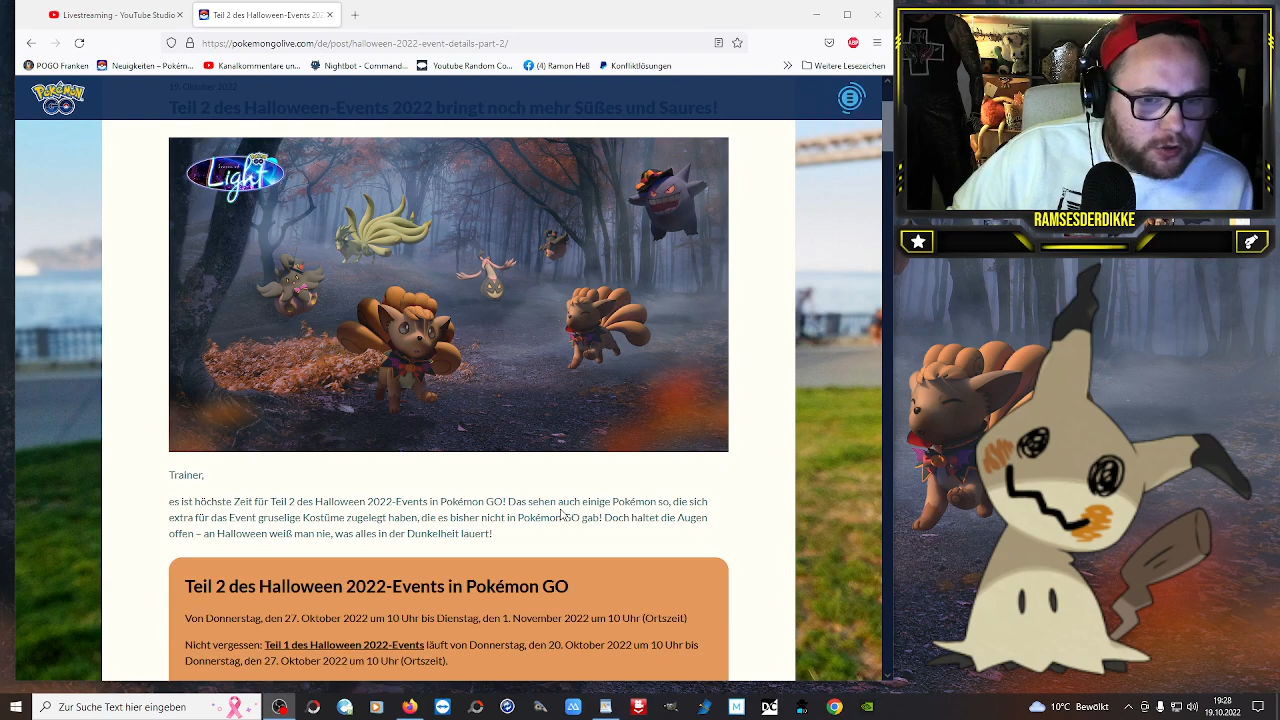 Livestreaming - YouTube Studio
Teil 2 des Halloween-Events 202
https://pokemongolive.com/de/post/halloween-2022-event-details-part-2/
POGO Franken
Neuigkeiten – Pokém…
Nightbot - Command…
Youtube Ranken.m Co…
(4) Ramon Heß
Konfliktlösungen
Weitere Lesezeichen
Pokémon GO
19. Oktober 2022
Teil 2 des Halloween-Events 2022 bringt noch mehr Süßes und Saures!
Light
Trainer,
es ist höchste Zeit für Teil 2 des Halloween 2022-Events in Pokémon GO! Das sehen auch einige Pokémon so, die sich
extra für das Event gruselige Kostüme zugelegt haben, die es bisher nicht in Pokémon GO gab! Doch haltet die Augen
offen – an Halloween weiß man nie, was alles in der Dunkelheit lauert!
Teil 2 des Halloween 2022-Events in Pokémon GO
Von Donnerstag, den 27. Oktober 2022 um 10 Uhr bis Dienstag, den 1. November 2022 um 10 Uhr (Ortszeit)
Nicht vergessen: Teil 1 des Halloween 2022-Events läuft von Donnerstag, den 20. Oktober 2022 um 10 Uhr bis
Donnerstag, den 27. Oktober 2022 um 10 Uhr (Ortszeit).
RAMSESDERDIKKE
Zur Suche Text hier eingeben
10°C Bewölkt
19:28
19.10.2022